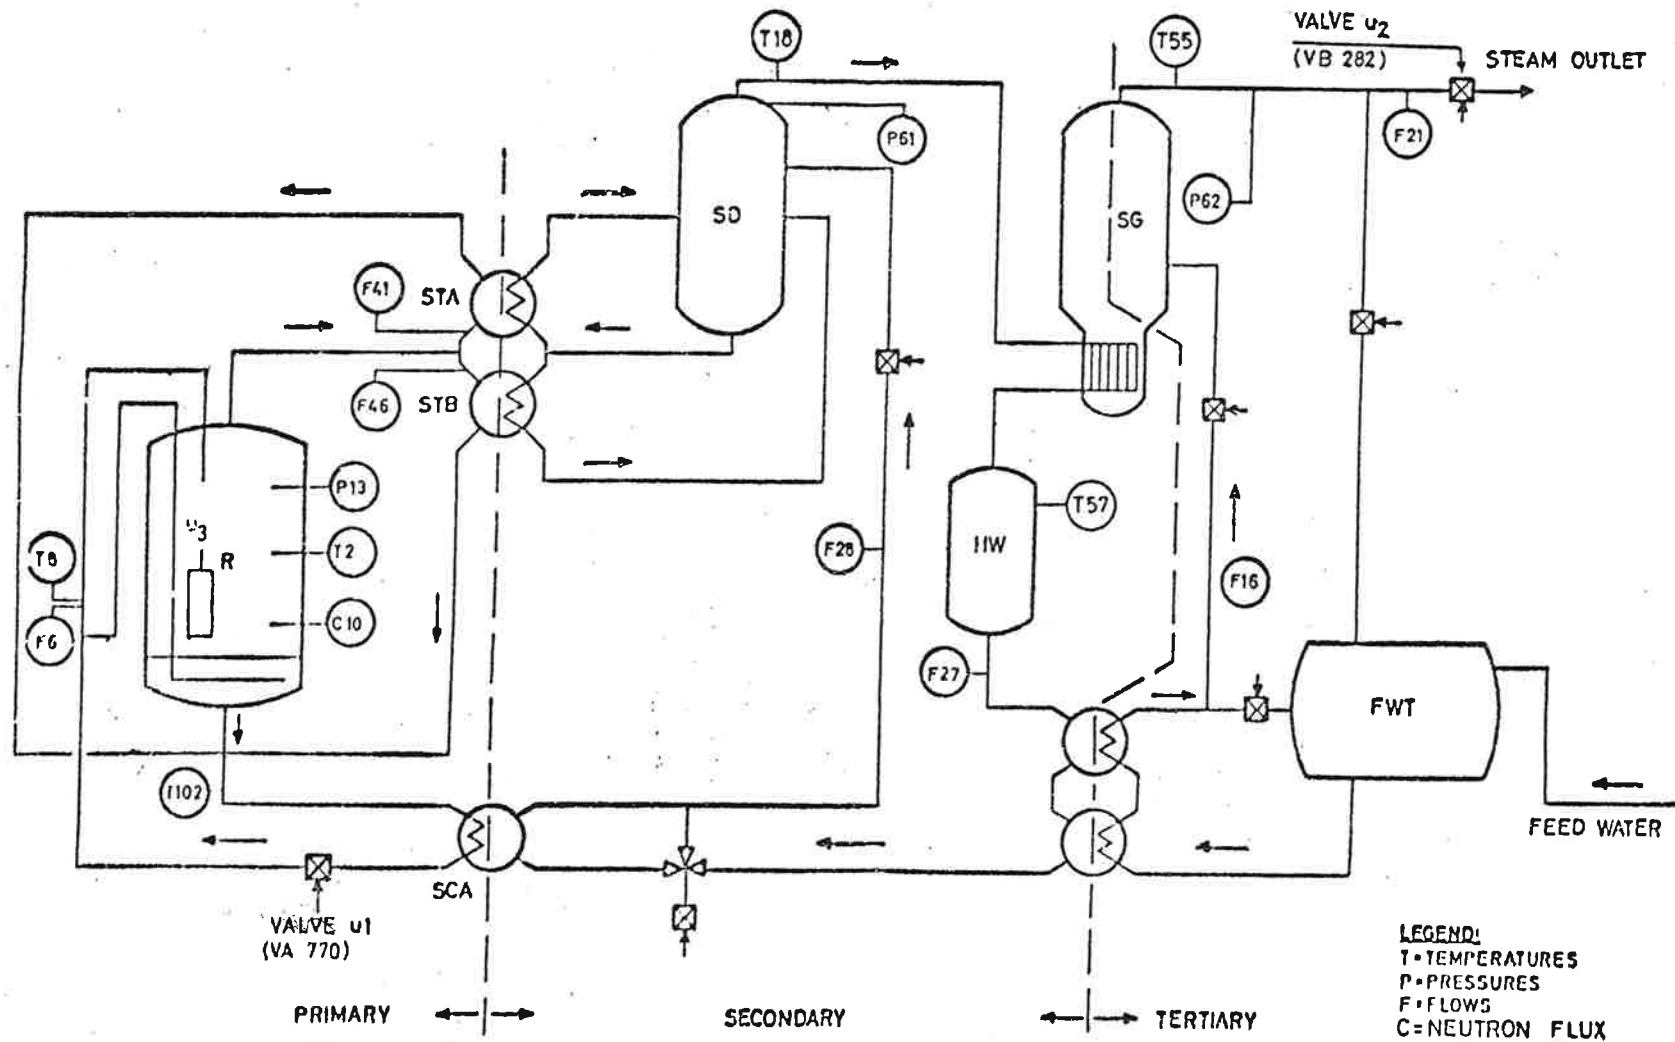 T18
T55
VALVE u2
(VB 282)
STEAM OUTLET
P61
F21
P62
SD
SG
F41
STA
F46
STB
P13
T57
u3
R
T2
HW
T8
F28
F16
C10
F6
F27
FWT
T102
FEED WATER
SCA
VALVE u1
(VA 770)
LEGEND:
T=TEMPERATURES
P=PRESSURES
F=FLOWS
C=NEUTRON FLUX
PRIMARY
SECONDARY
TERTIARY